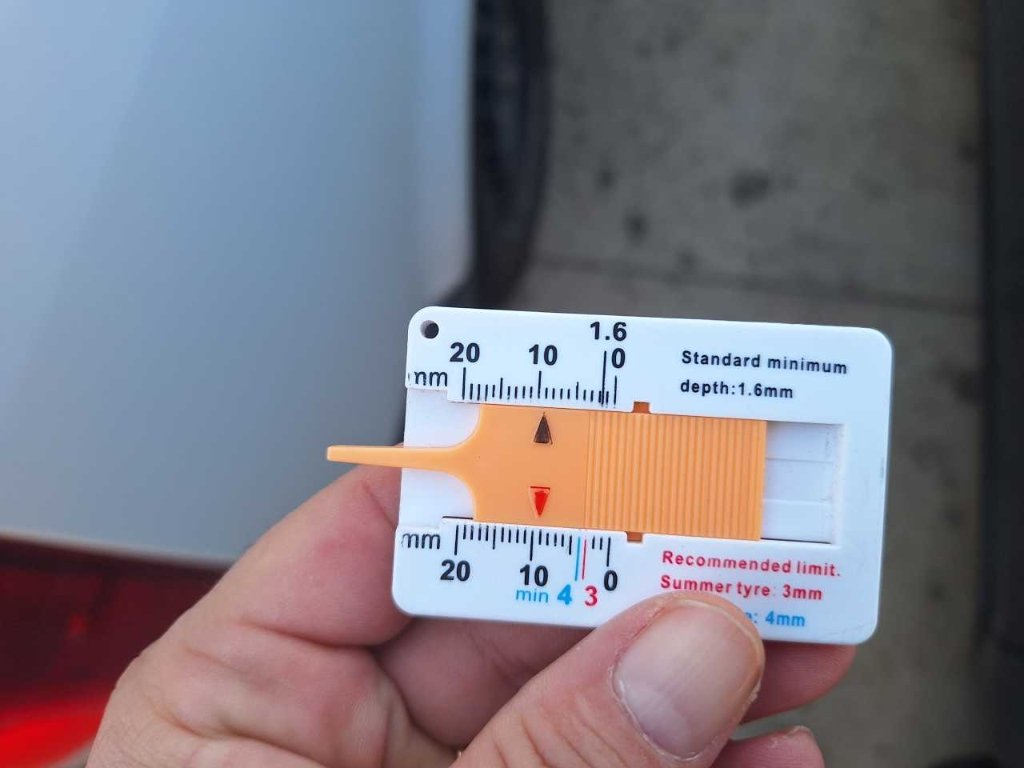 1.6
20 10 0
mm
Standard minimum
depth:1.6mm
mm
20 10 0
min 4 3
Recommended limit.
Summer tyre: 3mm
: 4mm